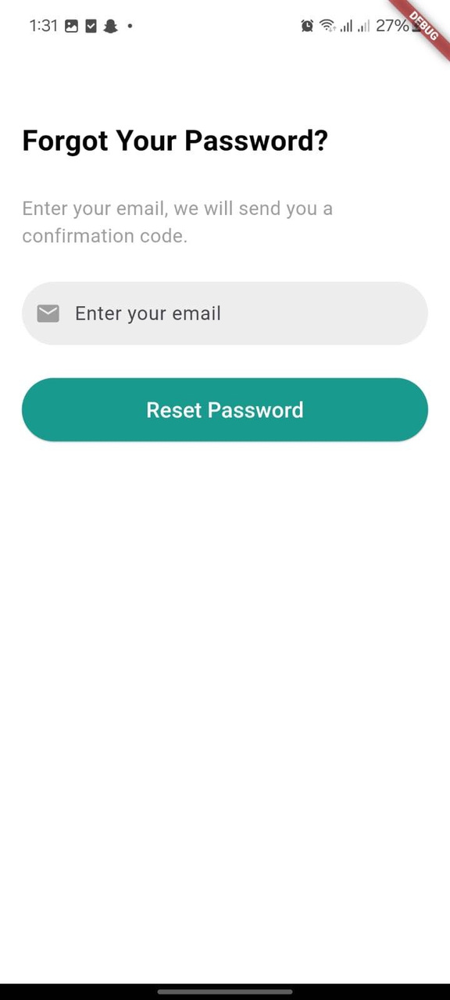 1:31
27%
DEBUG
Forgot Your Password?
Enter your email, we will send you a
confirmation code.
Enter your email
Reset Password